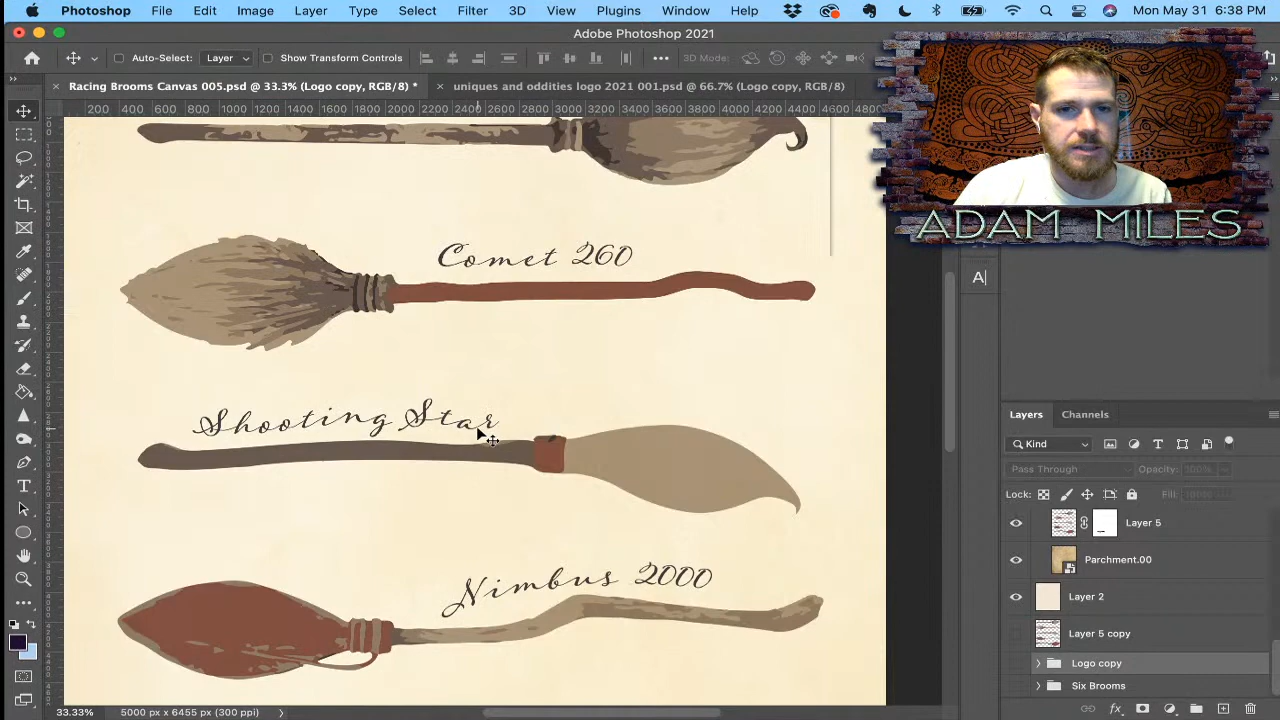 Photoshop File Edit Image Layer Type Select Filter 3D View Plugins Window Help Mon May 31 6:38 PM
Adobe Photoshop 2021
Auto-Select: Layer Show Transform Controls 3D Mode:
Racing Brooms Canvas 005.psd @ 33.3% (Logo copy, RGB/8) * uniques and oddities logo 2021 001.psd @ 66.7% (Logo copy, RGB/8)
200 400 600 800 1000 1200 1400 1600 1800 2000 2200 2400 2600 2800 3000 3200 3400 3600 3800 4000 4200 4400 4600 4800
ADAM MILES
A
Comet 260
Shooting Star
Nimbus 2000
Layers Channels
Kind
Pass Through Opacity: 100%
Lock: Fill:
Layer 5
Parchment.00
Layer 2
Layer 5 copy
Logo copy
Six Brooms
33.33% 5000 px x 6455 px (300 ppi)